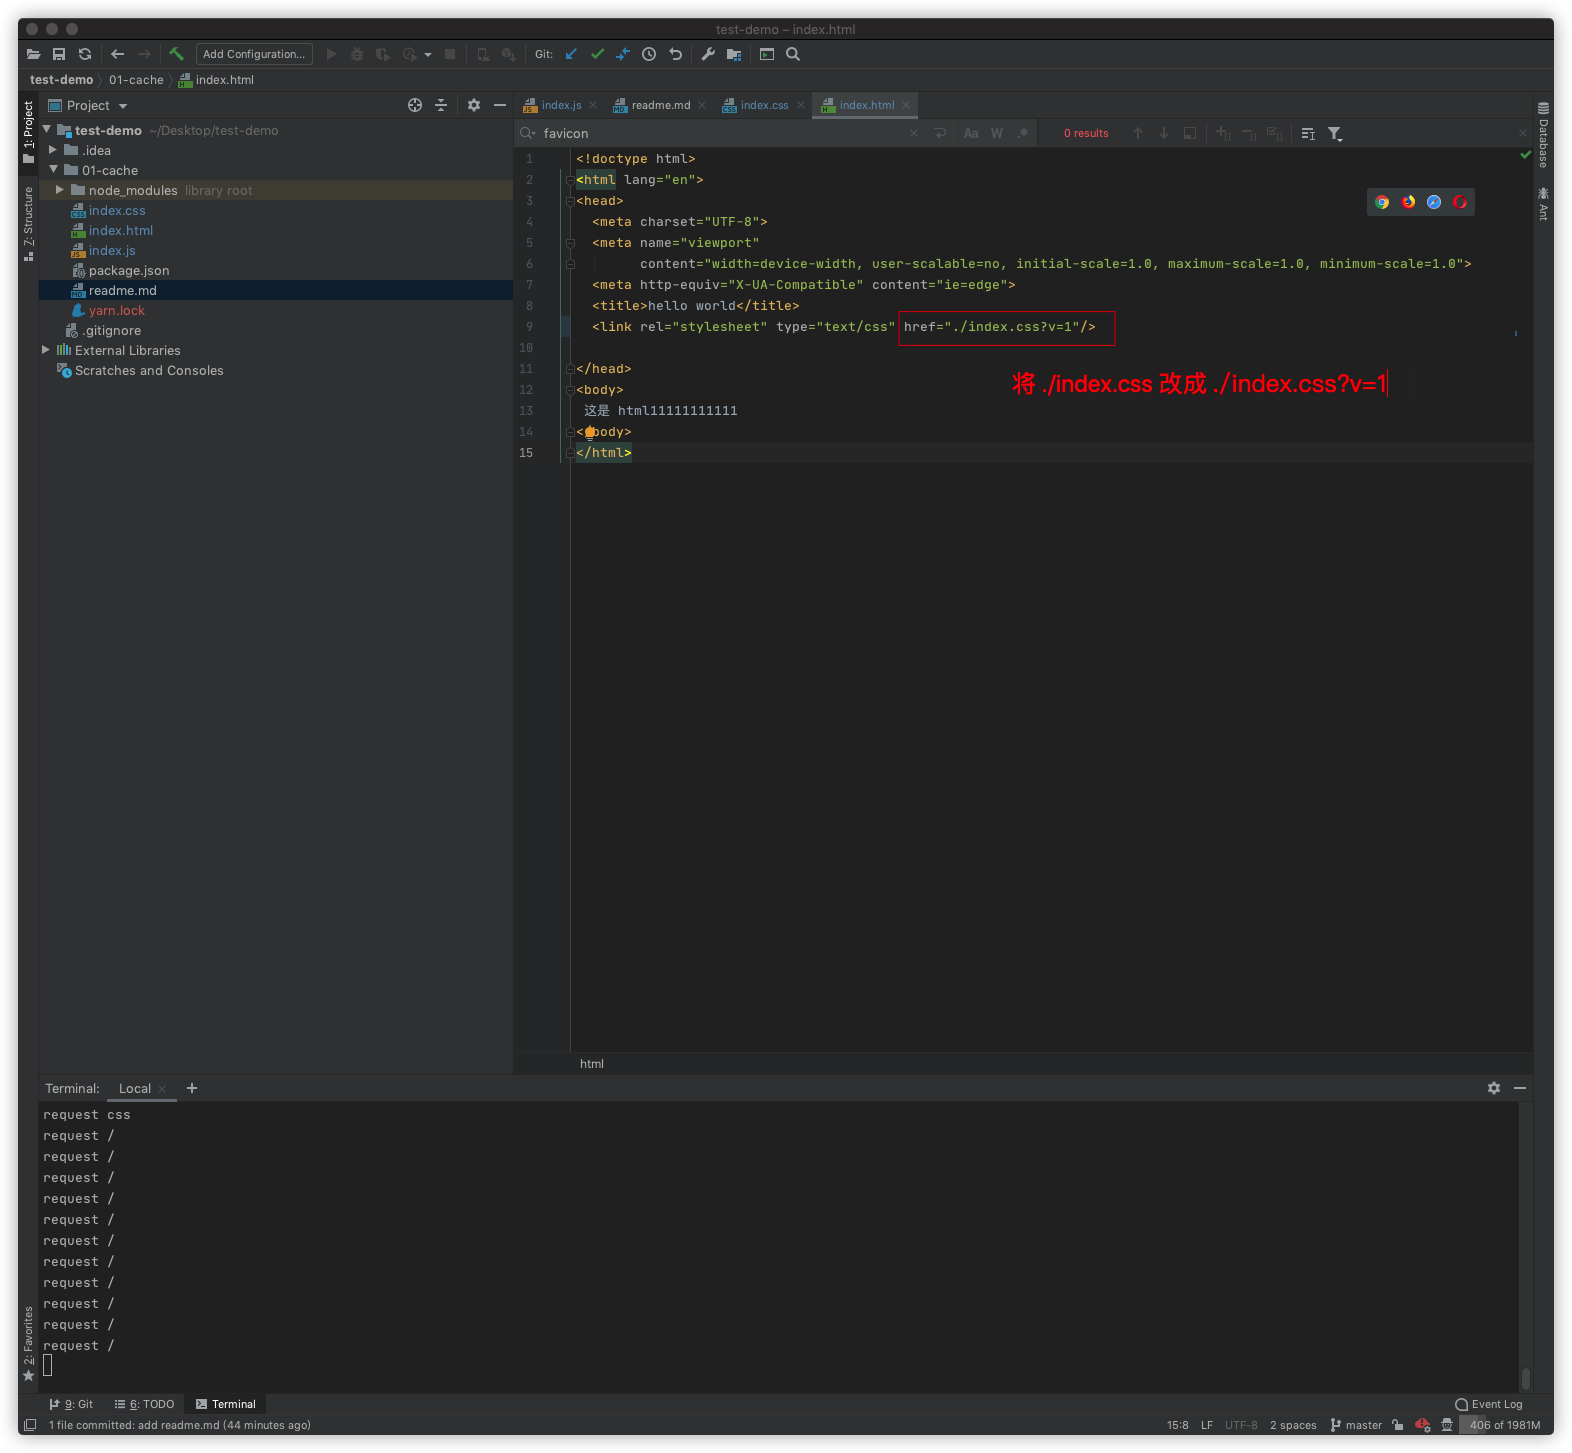 test-demo – index.html
Add Configuration...
Git:
test-demo
01-cache
index.html
1: Project
7: Structure
2: Favorites
Project
test-demo ~/Desktop/test-demo
.idea
01-cache
node_modules library root
index.css
index.html
index.js
package.json
readme.md
yarn.lock
.gitignore
External Libraries
Scratches and Consoles
index.js
readme.md
index.css
index.html
favicon
Aa W .*
0 results
1 <!doctype html>
2 <html lang="en">
3 <head>
4 <meta charset="UTF-8">
5 <meta name="viewport"
6 content="width=device-width, user-scalable=no, initial-scale=1.0, maximum-scale=1.0, minimum-scale=1.0">
7 <meta http-equiv="X-UA-Compatible" content="ie=edge">
8 <title>hello world</title>
9 <link rel="stylesheet" type="text/css" href="./index.css?v=1"/>
10
11 </head>
将 ./index.css 改成 ./index.css?v=1
12 <body>
13 这是 html11111111111
14 <body>
15 </html>
html
Database
Ant
Terminal:
Local
request css
request /
request /
request /
request /
request /
request /
request /
request /
request /
request /
request /
9: Git
6: TODO
Terminal
Event Log
1 file committed: add readme.md (44 minutes ago)
15:8 LF UTF-8 2 spaces master 406 of 1981M